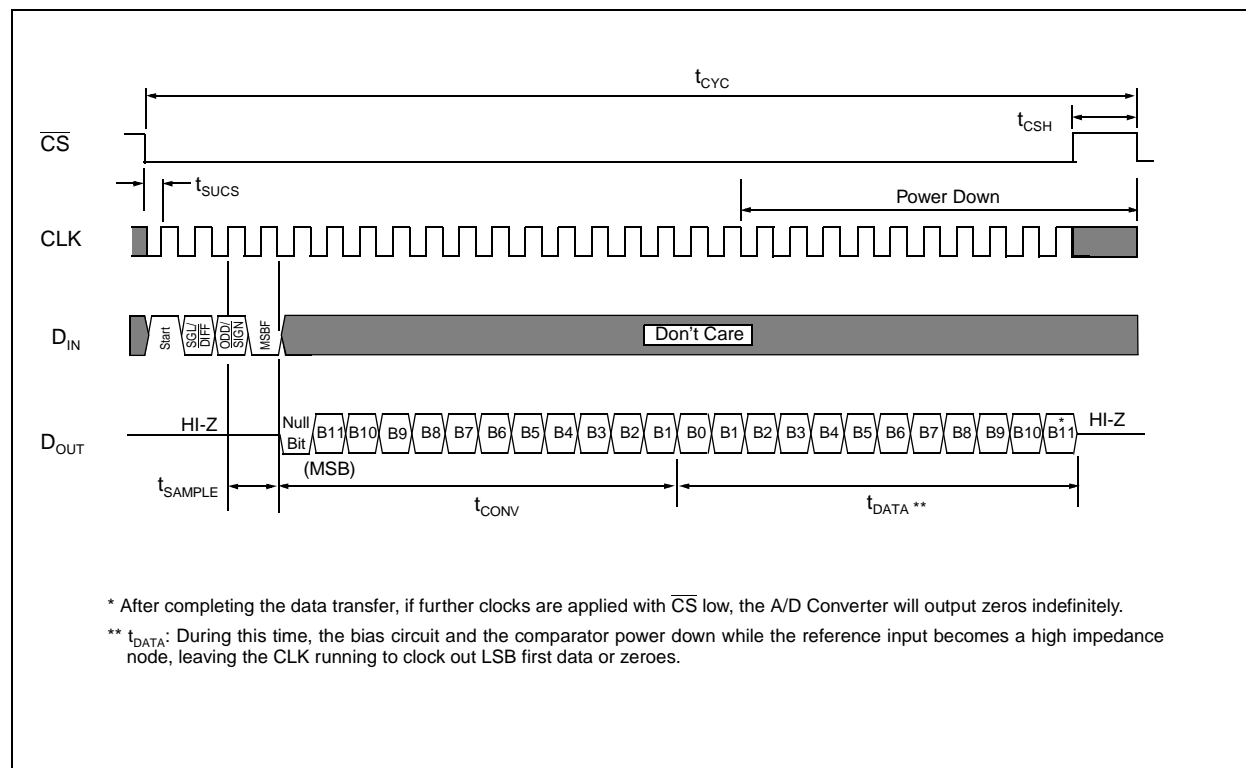 tCYC
tCSH
CS
tSUCS
Power Down
CLK
DIN
Start
SGL/
DIFF
ODD/
SIGN
MSBF
Don't Care
DOUT
HI-Z
Null
Bit
B11 B10 B9 B8 B7 B6 B5 B4 B3 B2 B1 B0 B1 B2 B3 B4 B5 B6 B7 B8 B9 B10 B11
*
HI-Z
(MSB)
tSAMPLE
tCONV
tDATA **
* After completing the data transfer, if further clocks are applied with CS low, the A/D Converter will output zeros indefinitely.
** tDATA: During this time, the bias circuit and the comparator power down while the reference input becomes a high impedance
node, leaving the CLK running to clock out LSB first data or zeroes.